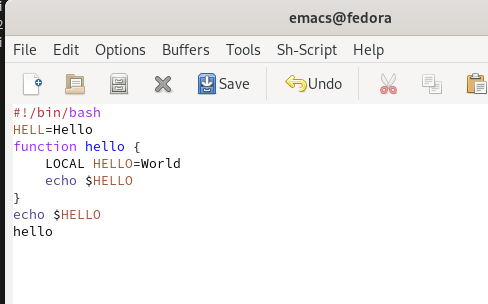 emacs@fedora
File Edit Options Buffers Tools Sh-Script Help
Save Undo
#!/bin/bash
HELL=Hello
function hello {
    LOCAL HELLO=World
    echo $HELLO
}
echo $HELLO
hello